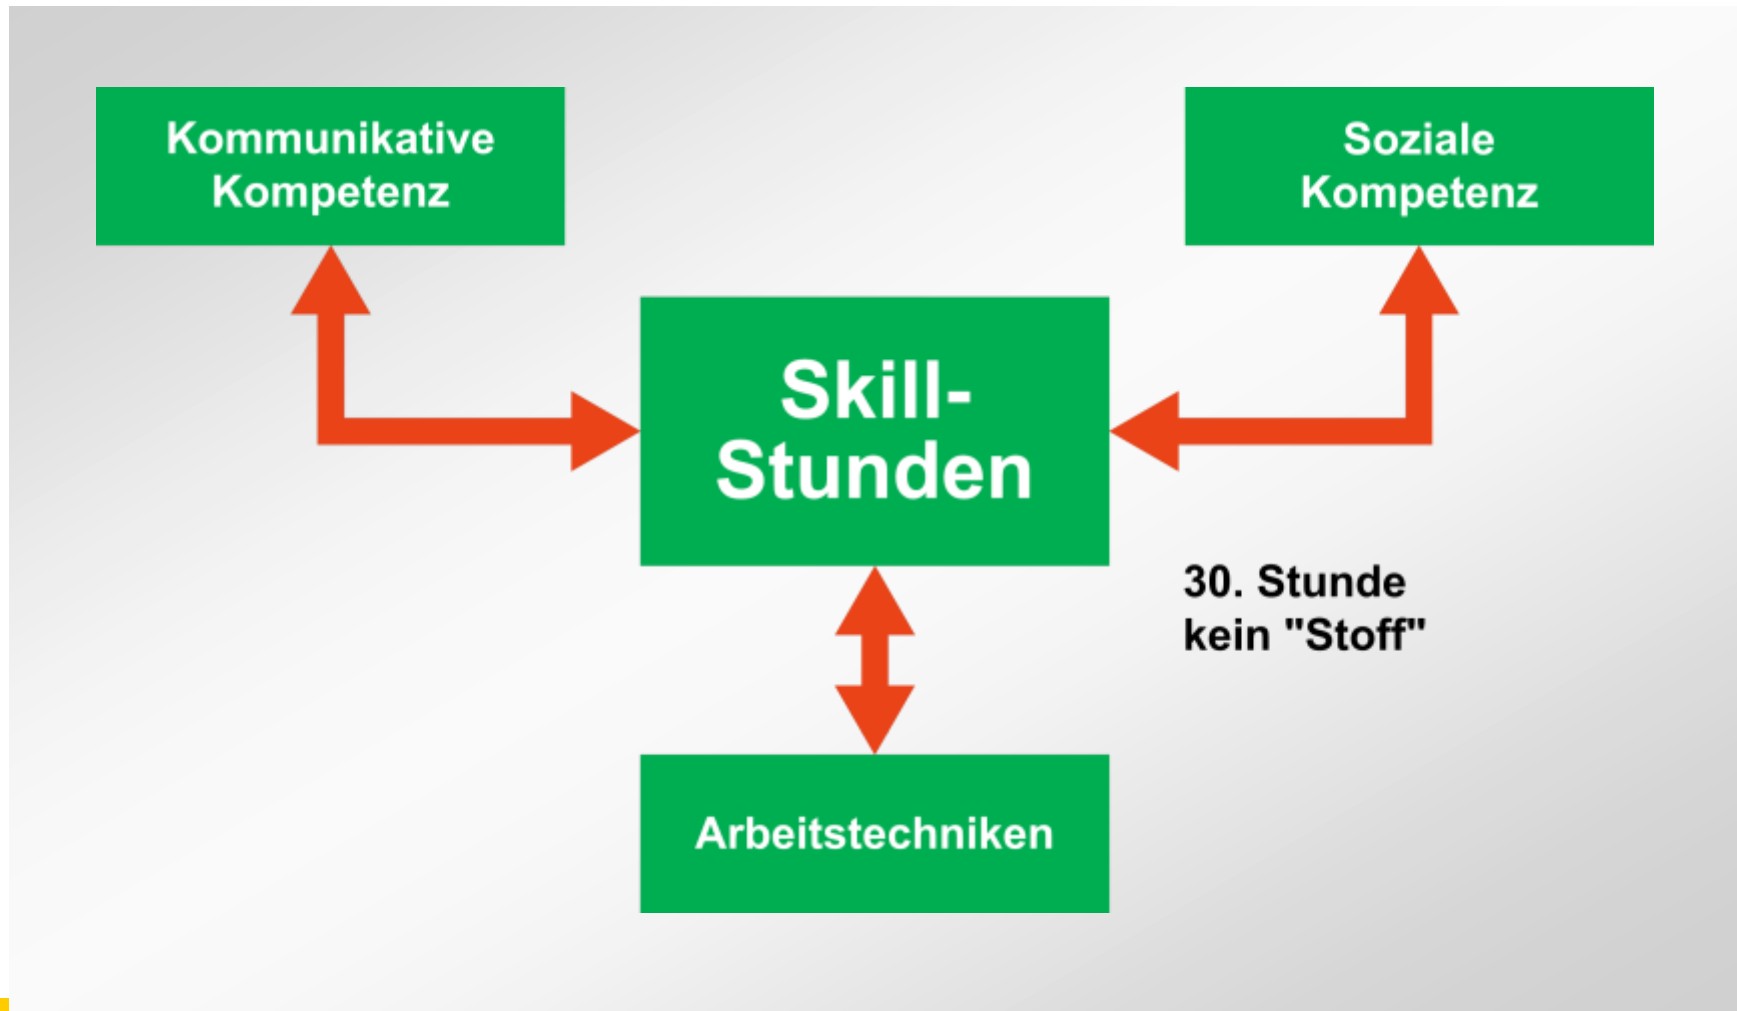 Kommunikative
Kompetenz
Soziale
Kompetenz
Skill-
Stunden
30. Stunde
kein "Stoff"
Arbeitstechniken